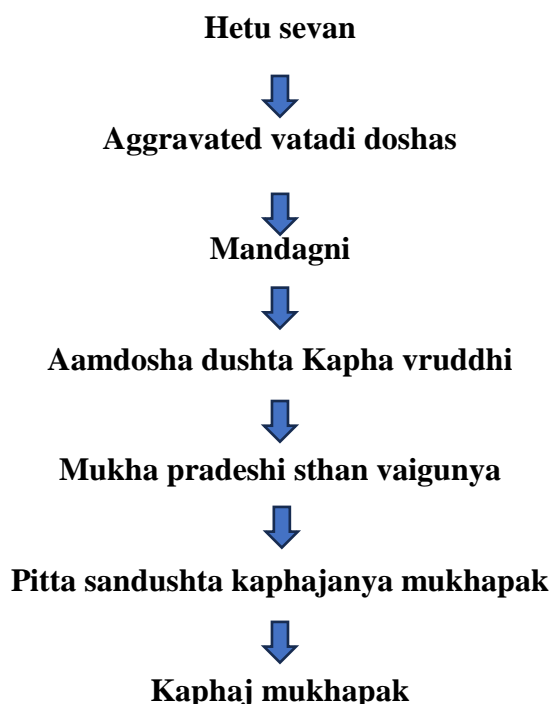 Hetu sevan
Aggravated vatadi doshas
Mandagni
Aamdosha dushta Kapha vruddhi
Mukha pradeshi sthan vaigunya
Pitta sandushta kaphajanya mukhapak
Kaphaj mukhapak